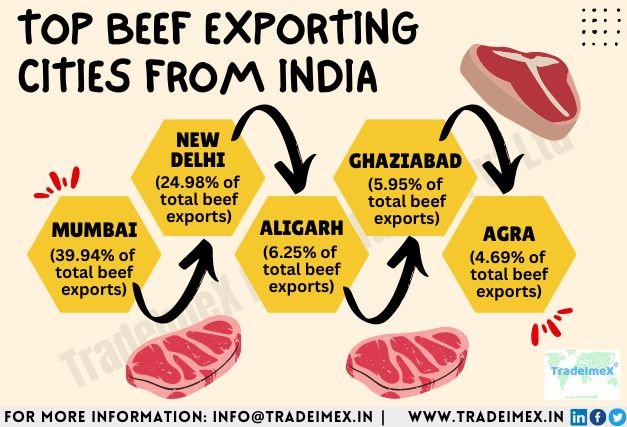 TOP BEEF EXPORTING
CITIES FROM INDIA
MUMBAI
(39.94% of
total beef
exports)
NEW
DELHI
(24.98% of
total beef
exports)
ALIGARH
(6.25% of
total beef
exports)
GHAZIABAD
(5.95% of
total beef
exports)
AGRA
(4.69% of
total beef
exports)
TradeImeX
TradeImeX
FOR MORE INFORMATION: INFO@TRADEIMEX.IN | WWW.TRADEIMEX.IN